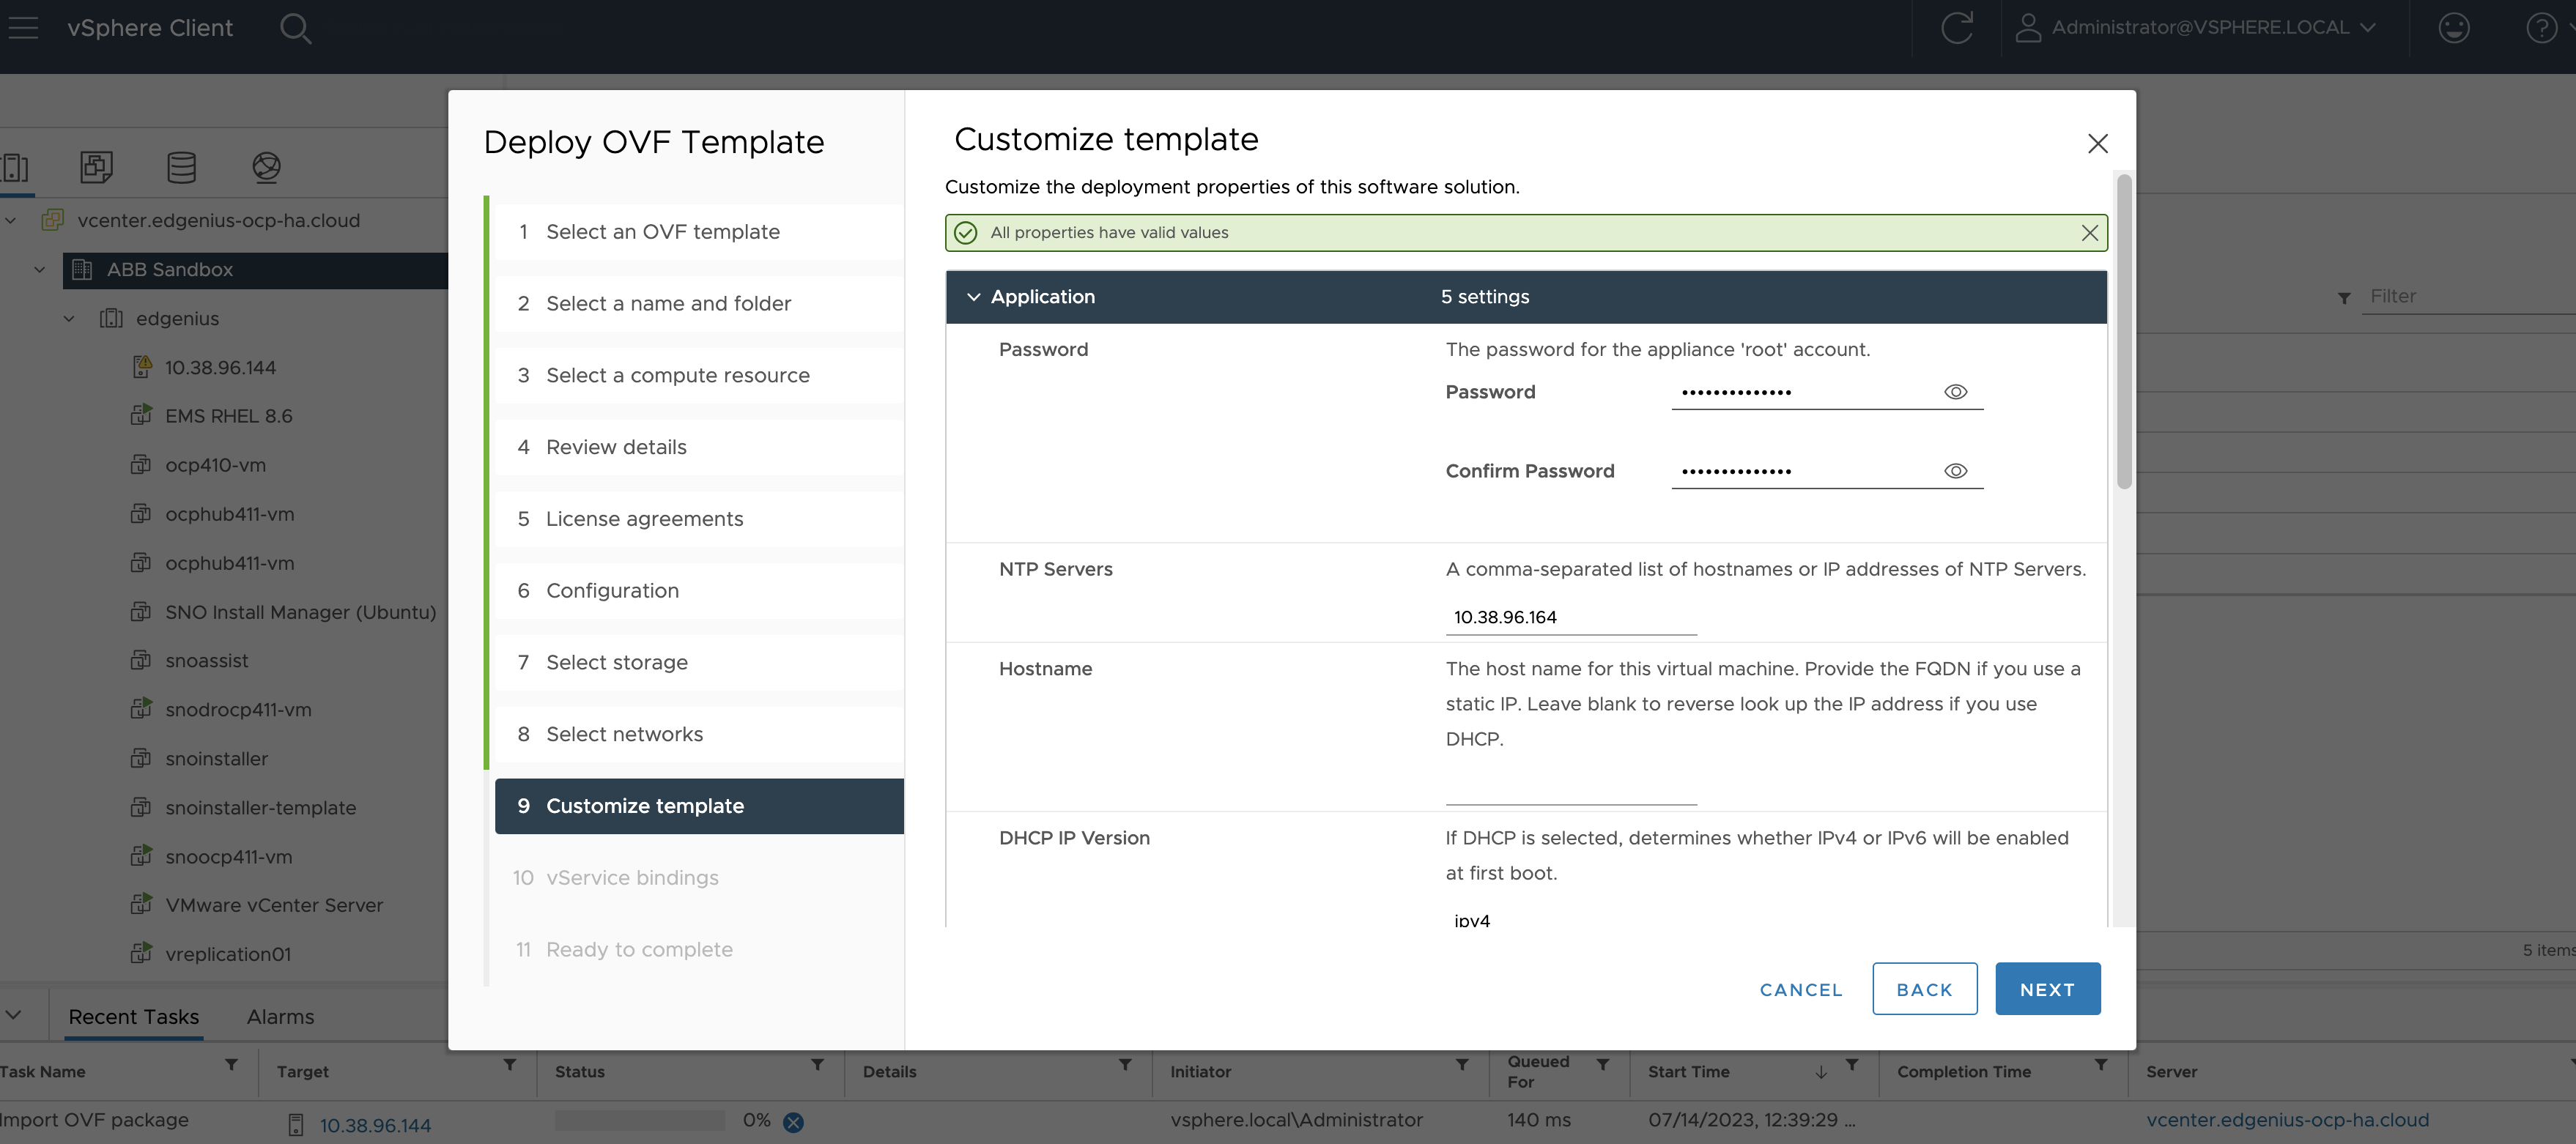 vSphere Client
Administrator@VSPHERE.LOCAL
vcenter.edgenius-ocp-ha.cloud
ABB Sandbox
edgenius
10.38.96.144
EMS RHEL 8.6
ocp410-vm
ocphub411-vm
ocphub411-vm
SNO Install Manager (Ubuntu)
snoassist
snodrocp411-vm
snoinstaller
snoinstaller-template
snoocp411-vm
VMware vCenter Server
vreplication01
Deploy OVF Template
1 Select an OVF template
2 Select a name and folder
3 Select a compute resource
4 Review details
5 License agreements
6 Configuration
7 Select storage
8 Select networks
9 Customize template
10 vService bindings
11 Ready to complete
Customize template
Customize the deployment properties of this software solution.
All properties have valid values
Application 5 settings
Password The password for the appliance 'root' account.
Password ••••••••••••••
Confirm Password ••••••••••••••
NTP Servers A comma-separated list of hostnames or IP addresses of NTP Servers.
10.38.96.164
Hostname The host name for this virtual machine. Provide the FQDN if you use a
static IP. Leave blank to reverse look up the IP address if you use
DHCP.
DHCP IP Version If DHCP is selected, determines whether IPv4 or IPv6 will be enabled
at first boot.
ipv4
CANCEL BACK NEXT
Filter
5 items
Recent Tasks Alarms
Task Name Target Status Details Initiator Queued For Start Time Completion Time Server
Import OVF package 10.38.96.144 0% vsphere.local\Administrator 140 ms 07/14/2023, 12:39:29 ... vcenter.edgenius-ocp-ha.cloud